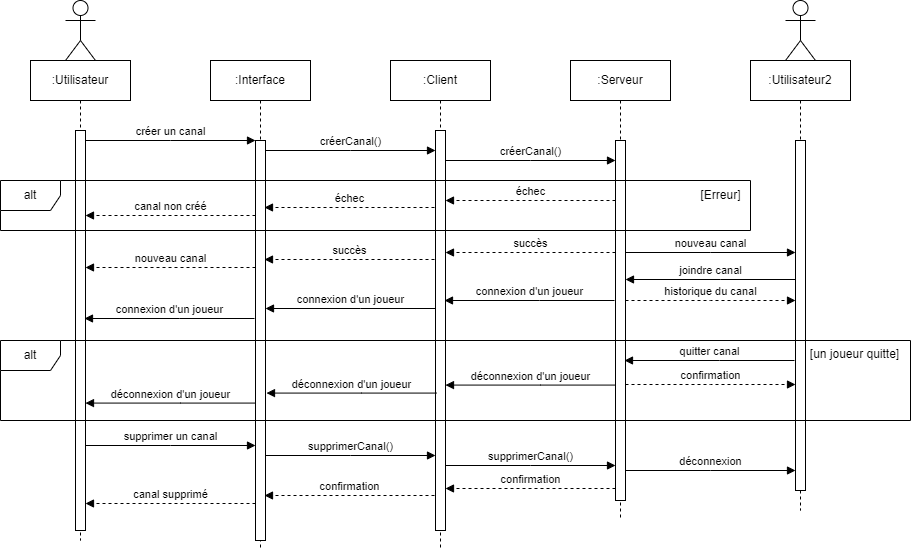 :Utilisateur
:Interface
:Client
:Serveur
:Utilisateur2
créer un canal
créerCanal()
créerCanal()
alt
[Erreur]
échec
échec
canal non créé
succès
nouveau canal
succès
nouveau canal
joindre canal
connexion d'un joueur
historique du canal
connexion d'un joueur
connexion d'un joueur
alt
quitter canal
[un joueur quitte]
déconnexion d'un joueur
confirmation
déconnexion d'un joueur
déconnexion d'un joueur
supprimer un canal
supprimerCanal()
supprimerCanal()
déconnexion
confirmation
confirmation
canal supprimé